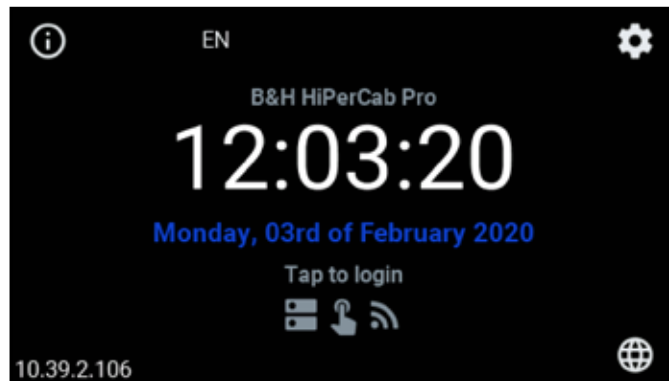 EN
B&H HiPerCab Pro
12:03:20
Monday, 03rd of February 2020
Tap to login
10.39.2.106